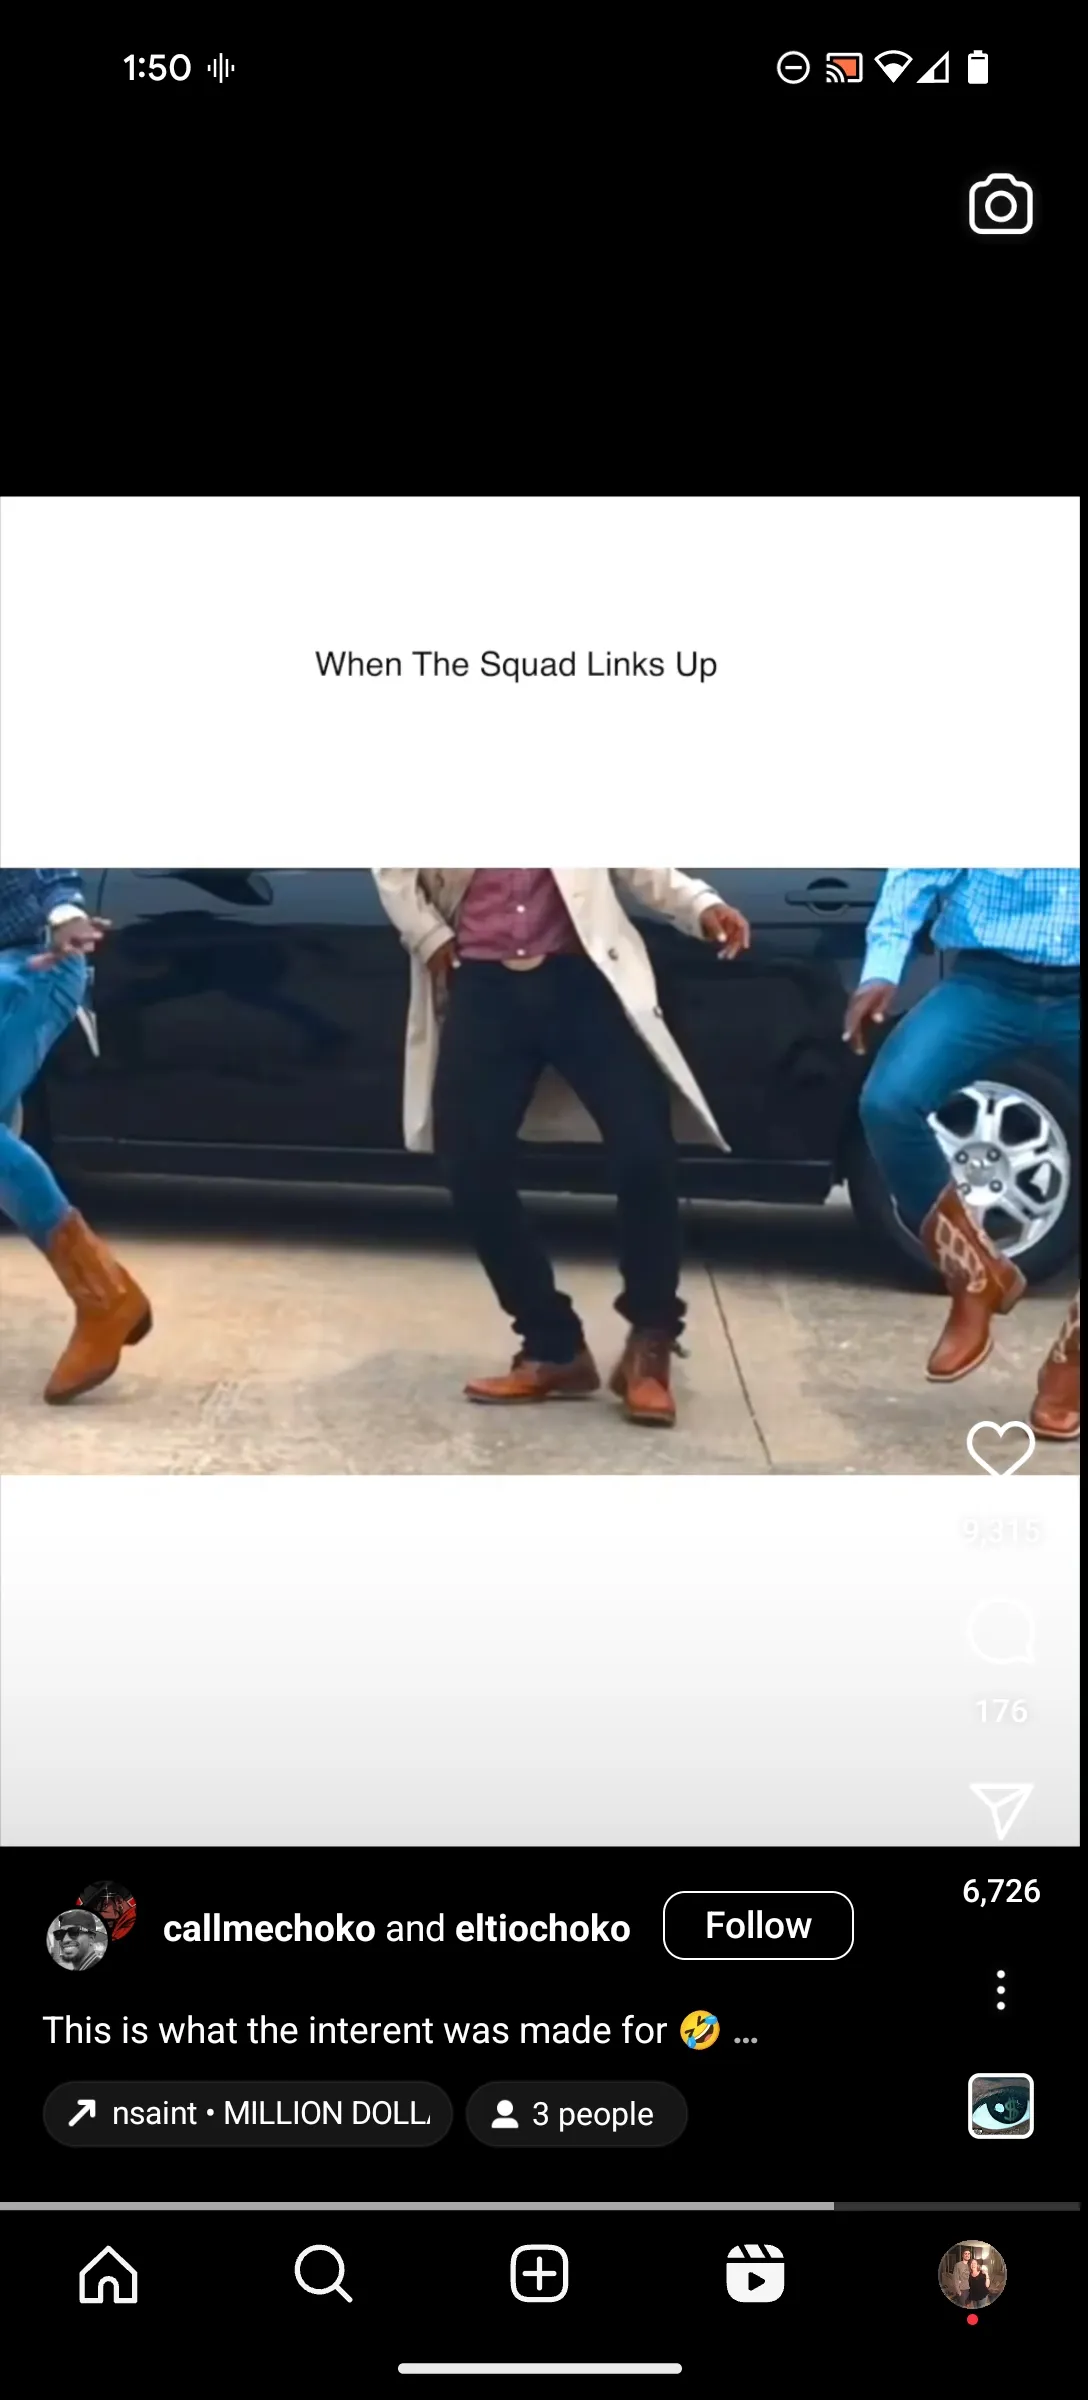 1:50
When The Squad Links Up
9,315
176
6,726
callmechoko and eltiochoko
Follow
This is what the interent was made for 🤣 ...
nsaint • MILLION DOLL
3 people